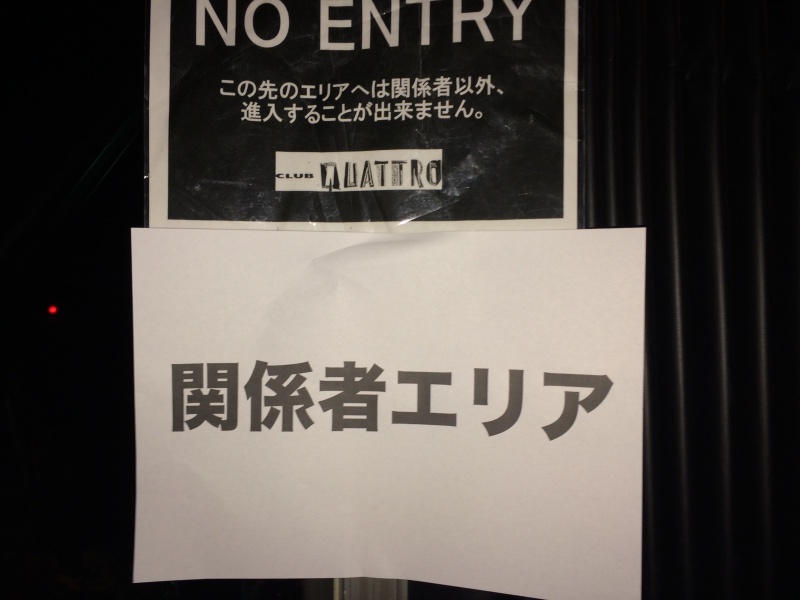 NO ENTRY
この先のエリアへは関係者以外、
進入することが出来ません。
CLUB QUATTRO
関係者エリア